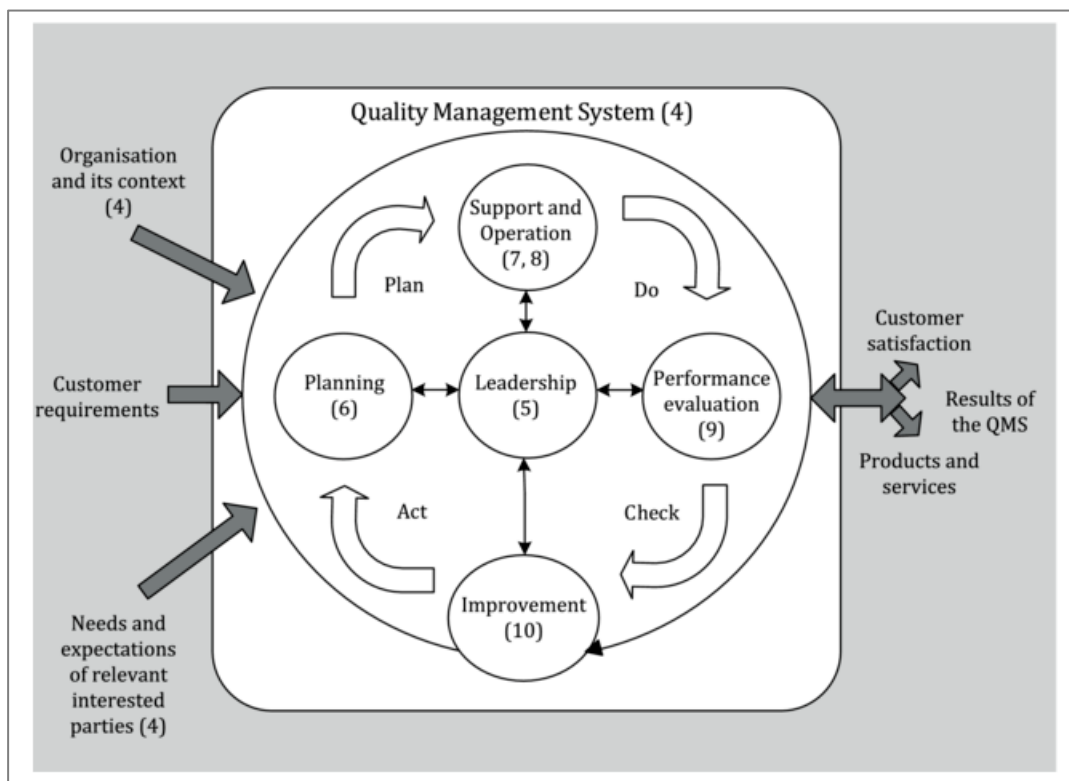 Quality Management System (4)
Organisation
and its context
(4)
Support and
Operation
(7, 8)
Plan
Do
Customer
requirements
Planning
(6)
Leadership
(5)
Performance
evaluation
(9)
Customer
satisfaction
Results of
the QMS
Products and
services
Act
Check
Improvement
(10)
Needs and
expectations
of relevant
interested
parties (4)